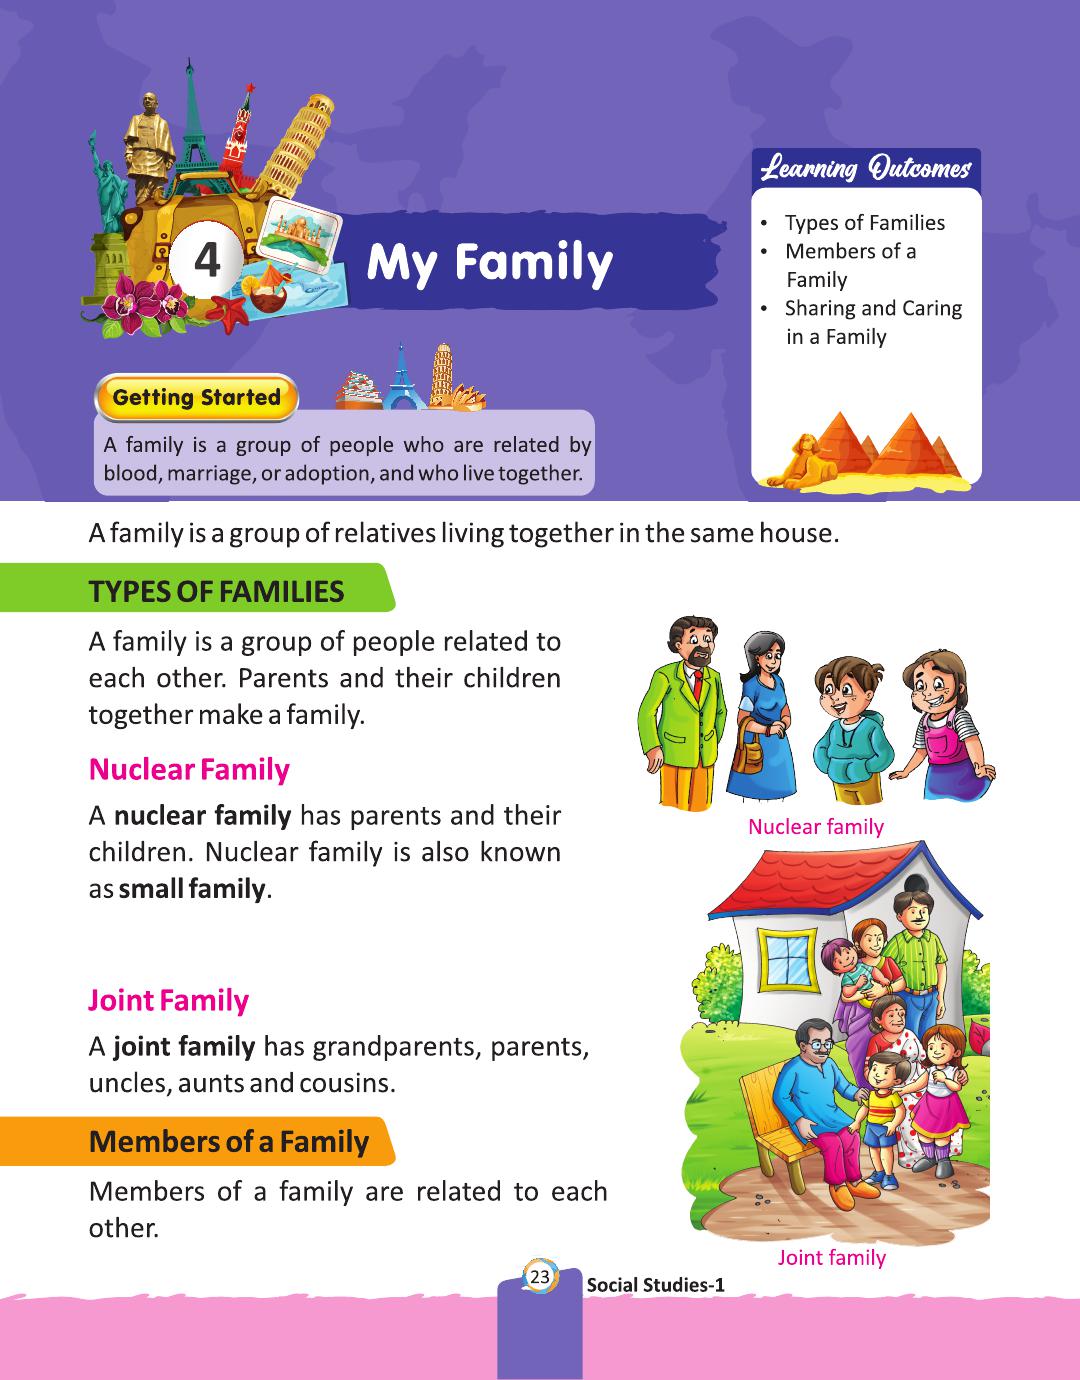 4
My Family
Learning Outcomes
• Types of Families
• Members of a
Family
• Sharing and Caring
in a Family
Getting Started
A family is a group of people who are related by
blood, marriage, or adoption, and who live together.
A family is a group of relatives living together in the same house.
TYPES OF FAMILIES
A family is a group of people related to
each other. Parents and their children
together make a family.
Nuclear Family
A nuclear family has parents and their
children. Nuclear family is also known
as small family.
Nuclear family
Joint Family
A joint family has grandparents, parents,
uncles, aunts and cousins.
Members of a Family
Members of a family are related to each
other.
Joint family
23
Social Studies-1